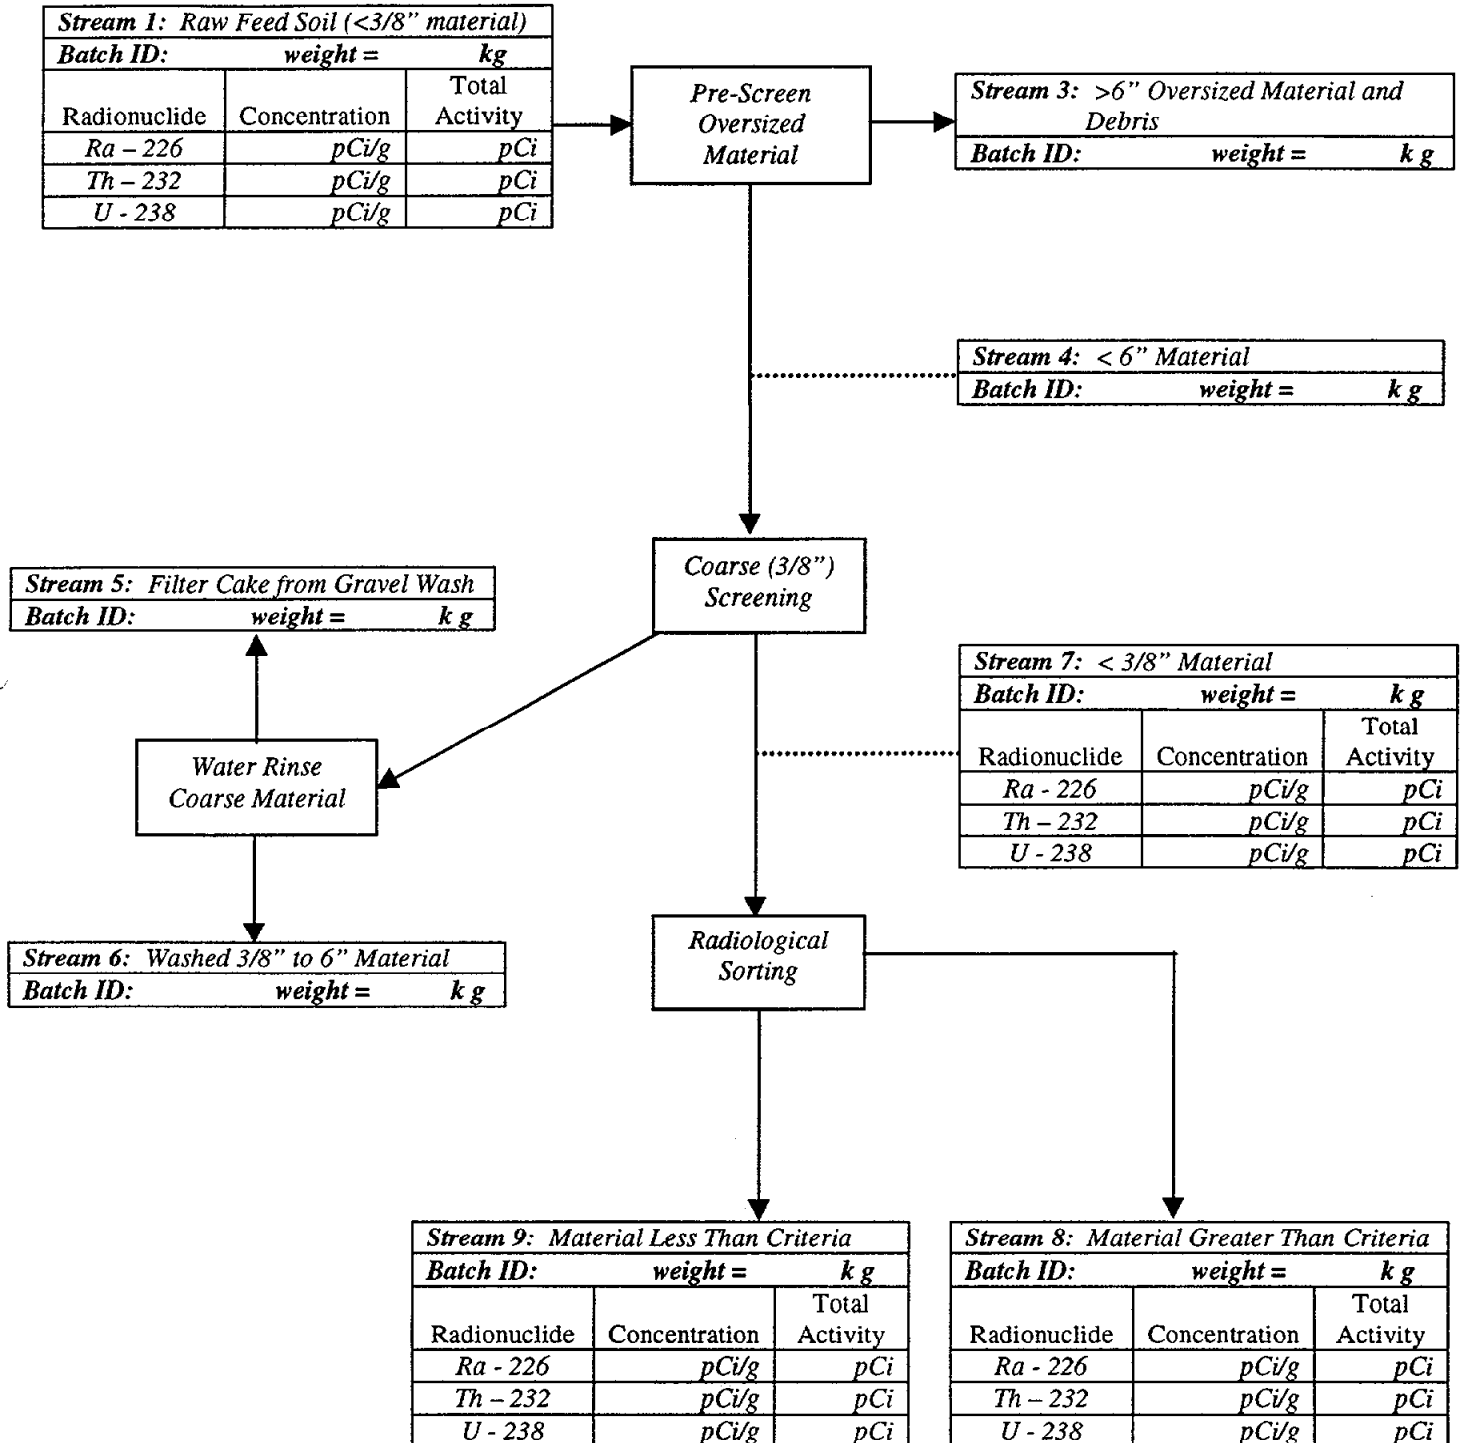 Stream 1: Raw Feed Soil (<3/8” material)
Batch ID: weight = kg
Radionuclide Concentration Total Activity
Ra – 226 pCi/g pCi
Th – 232 pCi/g pCi
U - 238 pCi/g pCi
Pre-Screen
Oversized
Material
Stream 3: >6” Oversized Material and
Debris
Batch ID: weight = k g
Stream 4: < 6” Material
Batch ID: weight = k g
Coarse (3/8”)
Screening
Stream 5: Filter Cake from Gravel Wash
Batch ID: weight = k g
Water Rinse
Coarse Material
Stream 6: Washed 3/8” to 6” Material
Batch ID: weight = k g
Stream 7: < 3/8” Material
Batch ID: weight = k g
Radionuclide Concentration Total Activity
Ra - 226 pCi/g pCi
Th – 232 pCi/g pCi
U - 238 pCi/g pCi
Radiological
Sorting
Stream 9: Material Less Than Criteria
Batch ID: weight = k g
Radionuclide Concentration Total Activity
Ra - 226 pCi/g pCi
Th – 232 pCi/g pCi
U - 238 pCi/g pCi
Stream 8: Material Greater Than Criteria
Batch ID: weight = k g
Radionuclide Concentration Total Activity
Ra - 226 pCi/g pCi
Th – 232 pCi/g pCi
U - 238 pCi/g pCi